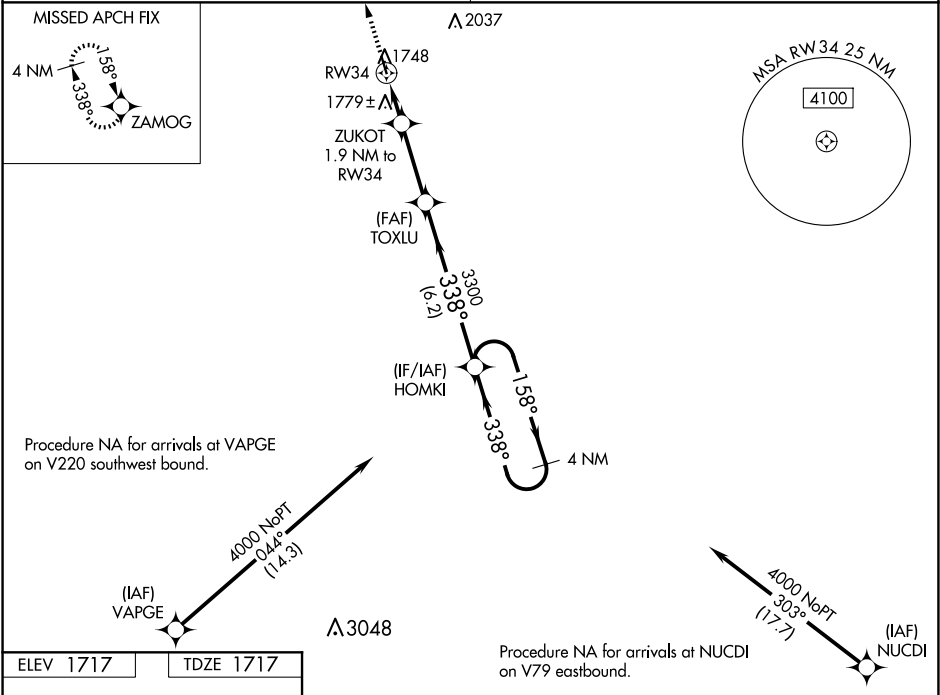 MISSED APCH FIX
4 NM
158°
338°
ZAMOG
2037
1748
RW34
1779±
ZUKOT
1.9 NM to
RW34
MSA RW34 25 NM
4100
(FAF)
TOXLU
3300
338°
(6.2)
(IF/IAF)
HOMKI
158°
338°
4 NM
Procedure NA for arrivals at VAPGE
on V220 southwest bound.
4000 NoPT
044°
(14.3)
(IAF)
VAPGE
3048
4000 NoPT
303°
(17.7)
(IAF)
NUCDI
Procedure NA for arrivals at NUCDI
on V79 eastbound.
ELEV 1717
TDZE 1717